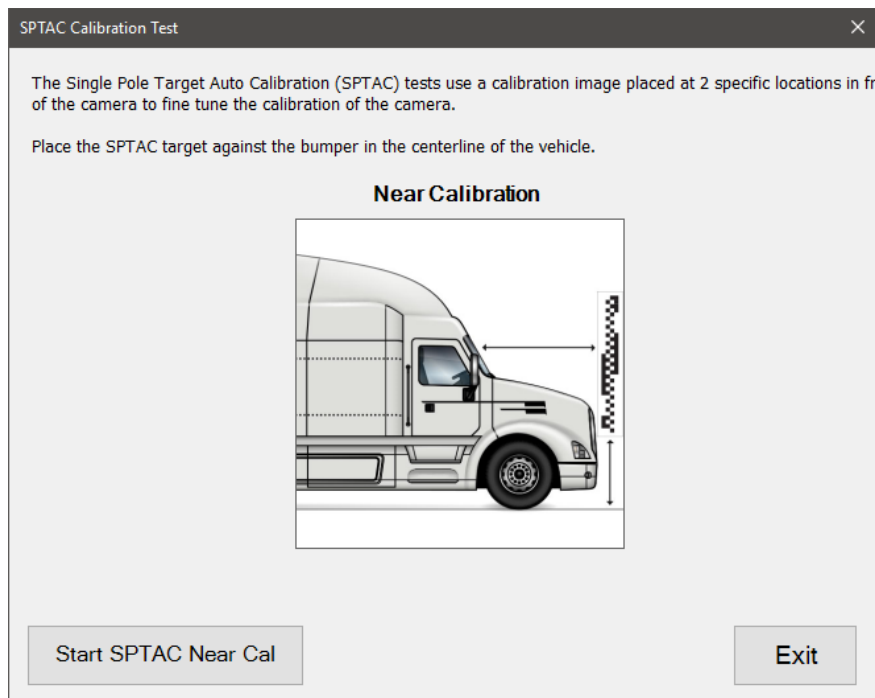 SPTAC Calibration Test
The Single Pole Target Auto Calibration (SPTAC) tests use a calibration image placed at 2 specific locations in
of the camera to fine tune the calibration of the camera.
Place the SPTAC target against the bumper in the centerline of the vehicle.
Near Calibration
Start SPTAC Near Cal
Exit